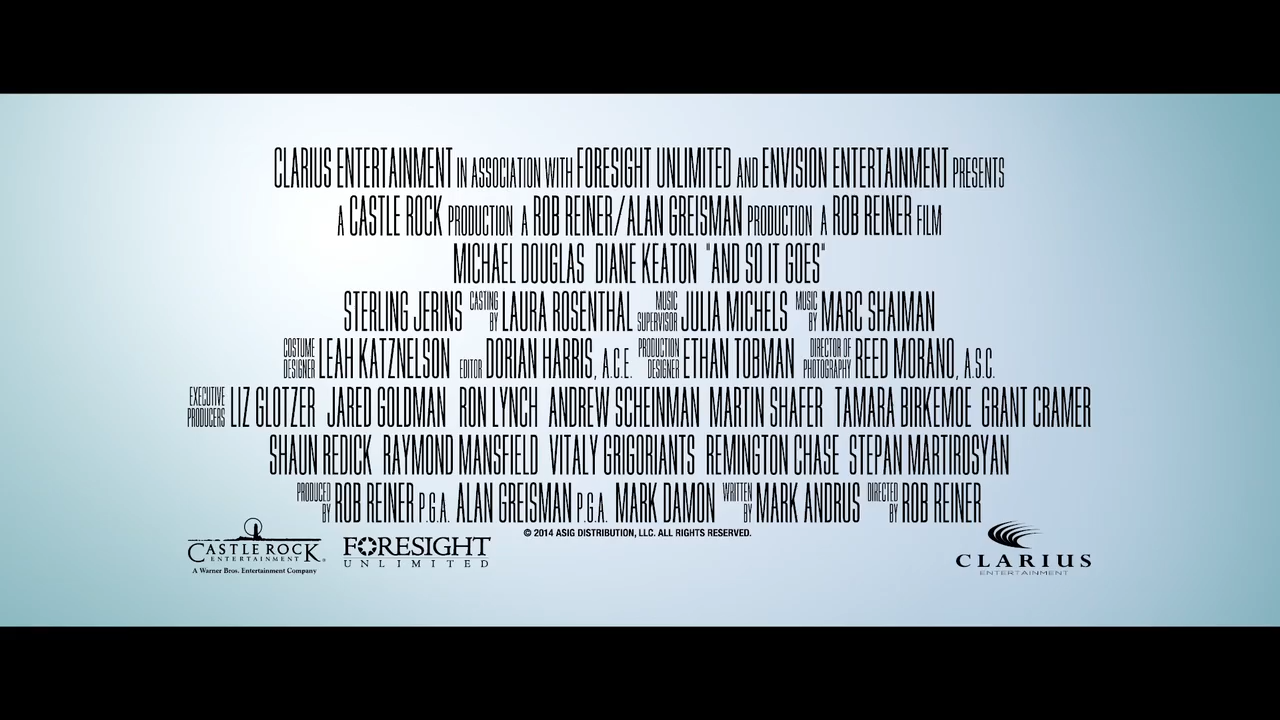 CLARIUS ENTERTAINMENT IN ASSOCIATION WITH FORESIGHT UNLIMITED AND ENVISION ENTERTAINMENT PRESENTS
A CASTLE ROCK PRODUCTION A ROB REINER/ALAN GREISMAN PRODUCTION A ROB REINER FILM
MICHAEL DOUGLAS DIANE KEATON "AND SO IT GOES"
STERLING JERINS CASTING BY LAURA ROSENTHAL MUSIC SUPERVISOR JULIA MICHELS MUSIC BY MARC SHAIMAN
COSTUME DESIGNER LEAH KATZNELSON EDITOR DORIAN HARRIS, A.C.E. PRODUCTION DESIGNER ETHAN TOBMAN DIRECTOR OF PHOTOGRAPHY REED MORANO, A.S.C.
EXECUTIVE PRODUCERS LIZ GLOTZER JARED GOLDMAN RON LYNCH ANDREW SCHEINMAN MARTIN SHAFER TAMARA BIRKEMOE GRANT CRAMER
SHAUN REDICK RAYMOND MANSFIELD VITALY GRIGORIANTS REMINGTON CHASE STEPAN MARTIROSYAN
PRODUCED BY ROB REINER P.G.A. ALAN GREISMAN P.G.A. MARK DAMON WRITTEN BY MARK ANDRUS DIRECTED BY ROB REINER
© 2014 ASIG DISTRIBUTION, LLC. ALL RIGHTS RESERVED.
CASTLE ROCK
ENTERTAINMENT
A Warner Bros. Entertainment Company
FORESIGHT
UNLIMITED
CLARIUS
ENTERTAINMENT